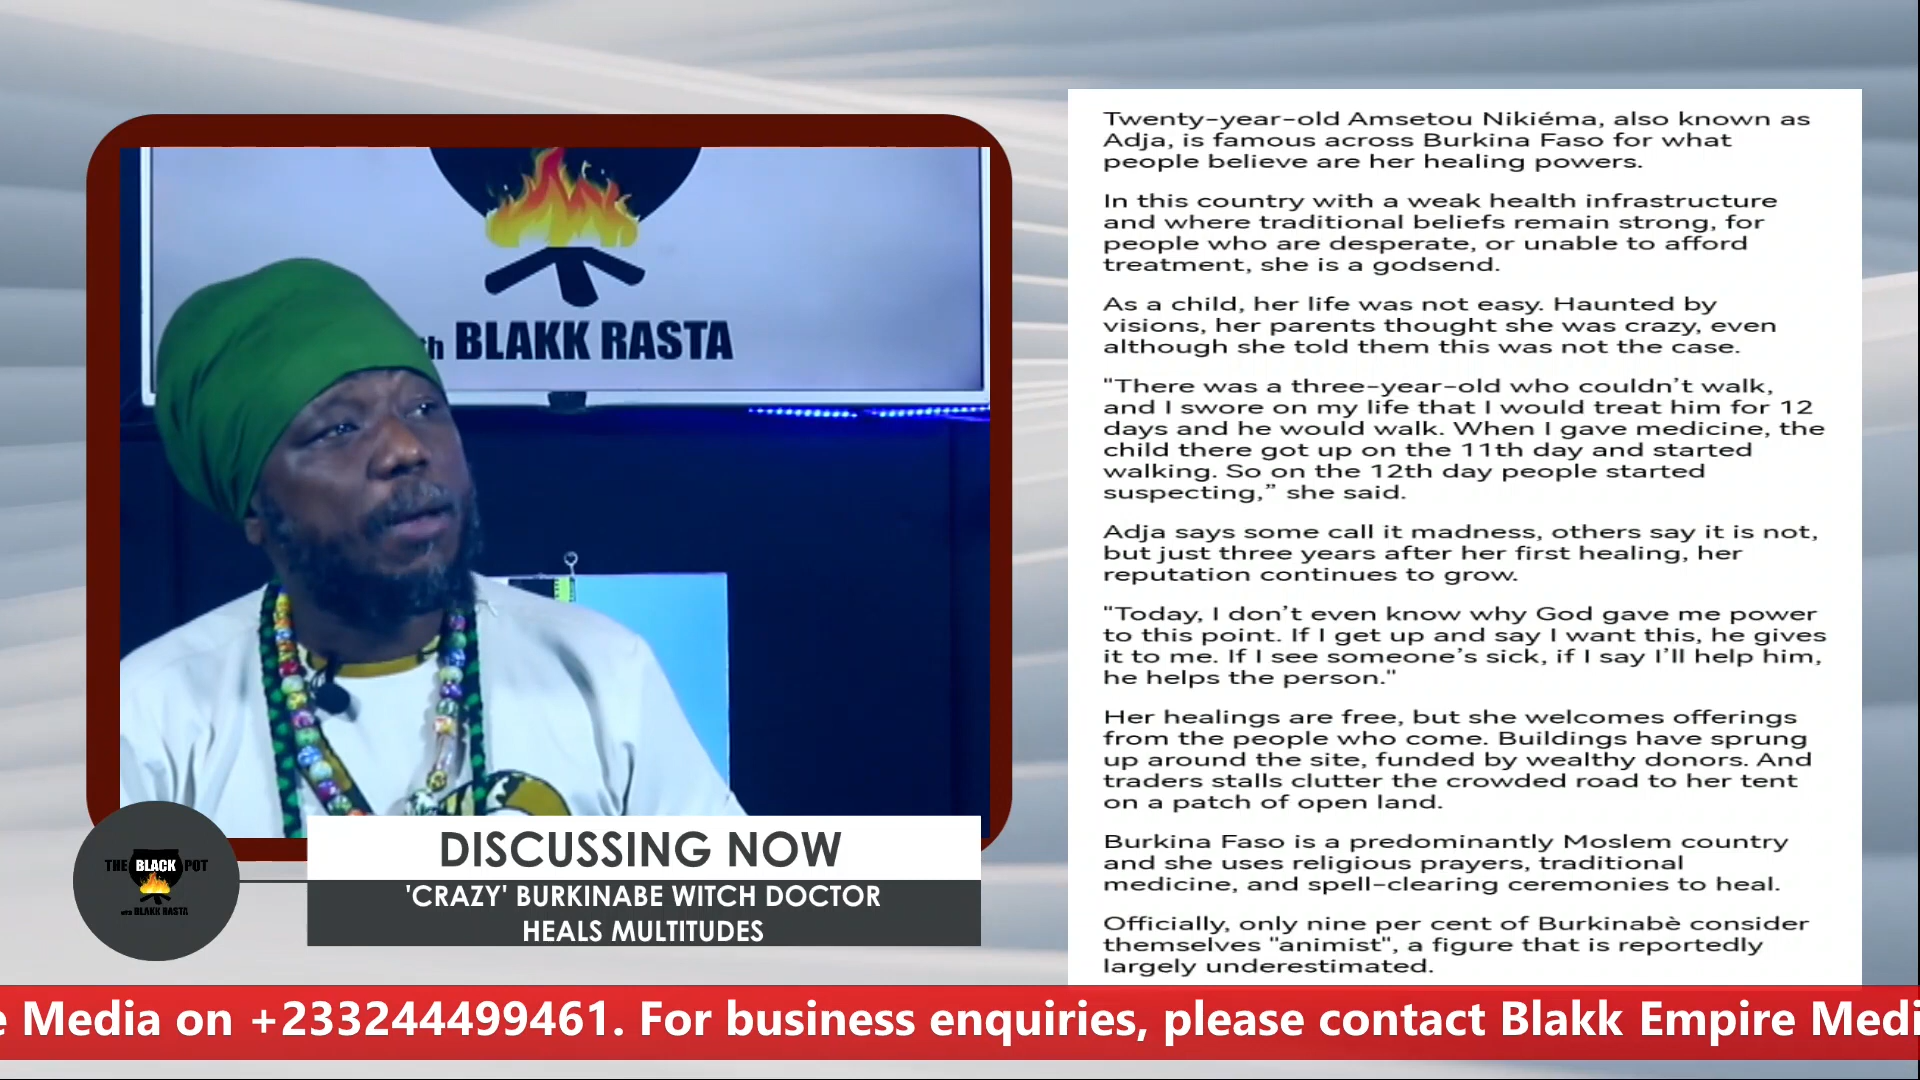 Twenty-year-old Amsetou Nikiéma, also known as
Adja, is famous across Burkina Faso for what
people believe are her healing powers.
In this country with a weak health infrastructure
and where traditional beliefs remain strong, for
people who are desperate, or unable to afford
treatment, she is a godsend.
As a child, her life was not easy. Haunted by
visions, her parents thought she was crazy, even
although she told them this was not the case.
"There was a three-year-old who couldn’t walk,
and I swore on my life that I would treat him for 12
days and he would walk. When I gave medicine, the
child there got up on the 11th day and started
walking. So on the 12th day people started
suspecting,” she said.
Adja says some call it madness, others say it is not,
but just three years after her first healing, her
reputation continues to grow.
"Today, I don’t even know why God gave me power
to this point. If I get up and say I want this, he gives
it to me. If I see someone’s sick, if I say I’ll help him,
he helps the person."
Her healings are free, but she welcomes offerings
from the people who come. Buildings have sprung
up around the site, funded by wealthy donors. And
traders stalls clutter the crowded road to her tent
on a patch of open land.
Burkina Faso is a predominantly Moslem country
and she uses religious prayers, traditional
medicine, and spell-clearing ceremonies to heal.
Officially, only nine per cent of Burkinabè consider
themselves "animist", a figure that is reportedly
largely underestimated.
th BLAKK RASTA
THE BLACK POT
with BLAKK RASTA
DISCUSSING NOW
'CRAZY' BURKINABE WITCH DOCTOR
HEALS MULTITUDES
e Media on +233244499461. For business enquiries, please contact Blakk Empire Medi